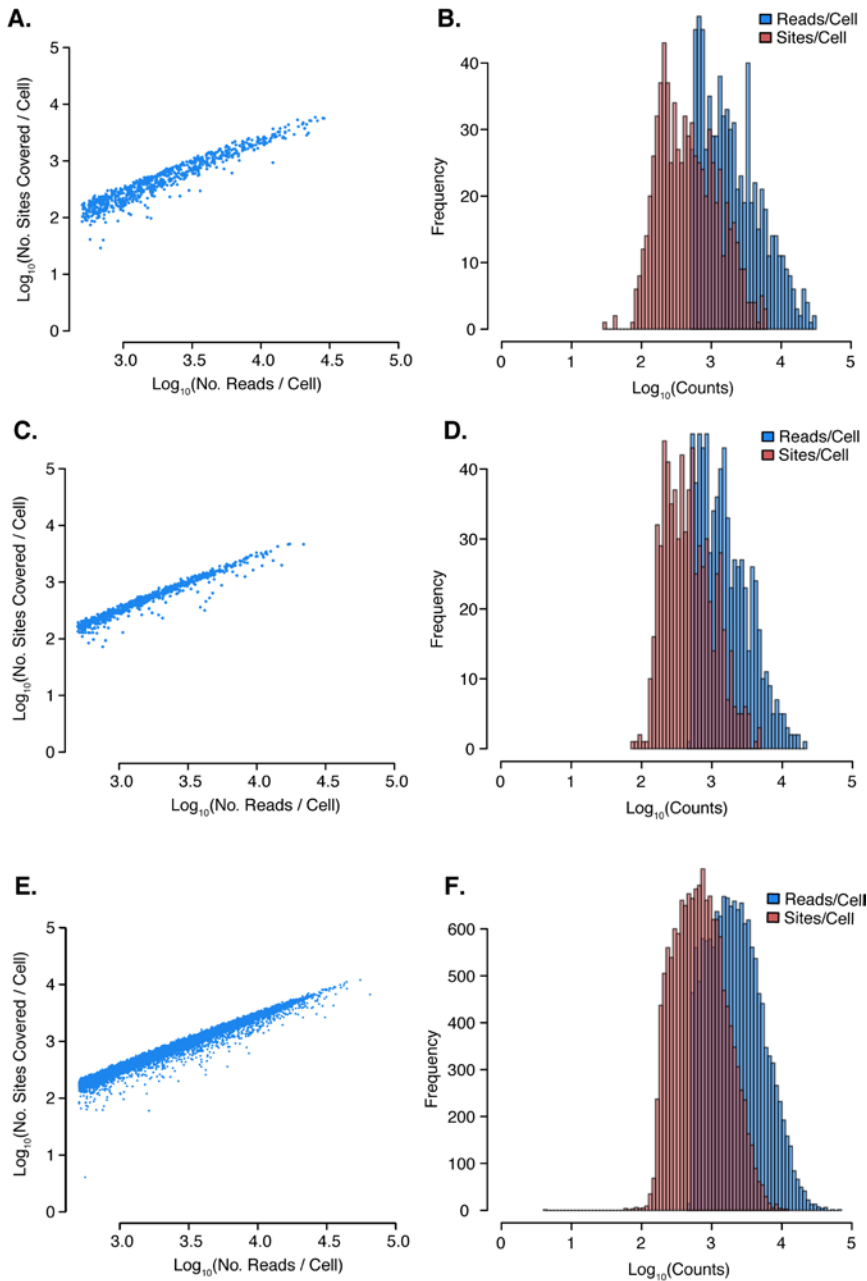 A.
5
4
3
2
1
0
Log10(No. Sites Covered / Cell)
3.0 3.5 4.0 4.5 5.0
Log10(No. Reads / Cell)
B.
Reads/Cell
Sites/Cell
40
30
20
10
0
Frequency
0 1 2 3 4 5
Log10(Counts)
C.
5
4
3
2
1
0
Log10(No. Sites Covered / Cell)
3.0 3.5 4.0 4.5 5.0
Log10(No. Reads / Cell)
D.
Reads/Cell
Sites/Cell
40
30
20
10
0
Frequency
0 1 2 3 4 5
Log10(Counts)
E.
5
4
3
2
1
0
Log10(No. Sites Covered / Cell)
3.0 3.5 4.0 4.5 5.0
Log10(No. Reads / Cell)
F.
Reads/Cell
Sites/Cell
600
500
400
300
200
100
0
Frequency
0 1 2 3 4 5
Log10(Counts)